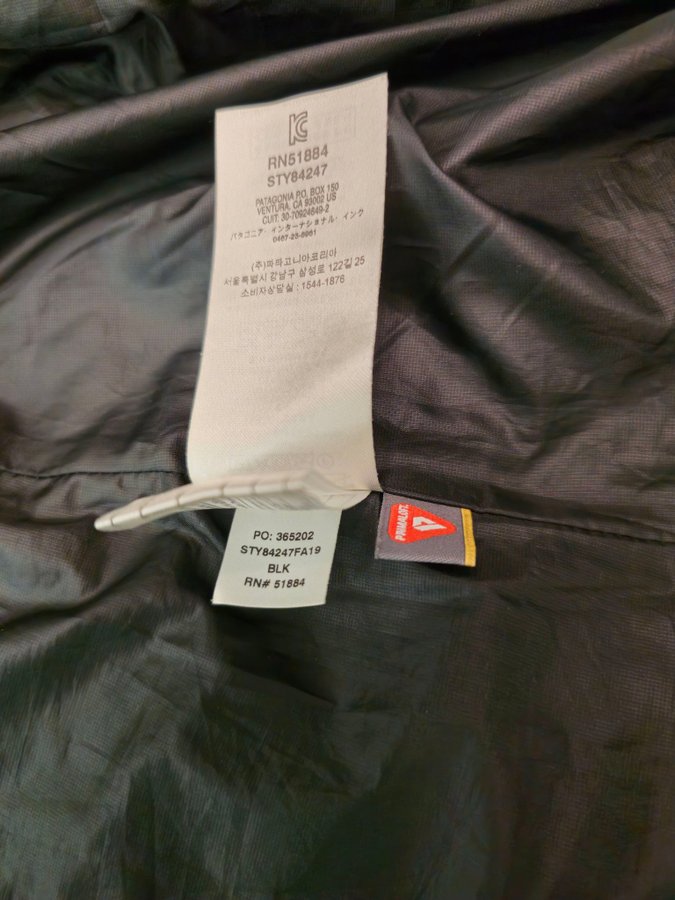 RN51884
STY84247
PATAGONIA P.O. BOX 150
VENTURA, CA 93002 US
CUIT. 30-70924849-2
パタゴニア・インターナショナル・インク
0467-23-8961
(주)파타고니아코리아
서울특별시 강남구 삼성로 122길 25
소비자상담실 : 1544-1876
PO: 365202
STY84247FA19
BLK
RN# 51884
PRIMALOFT